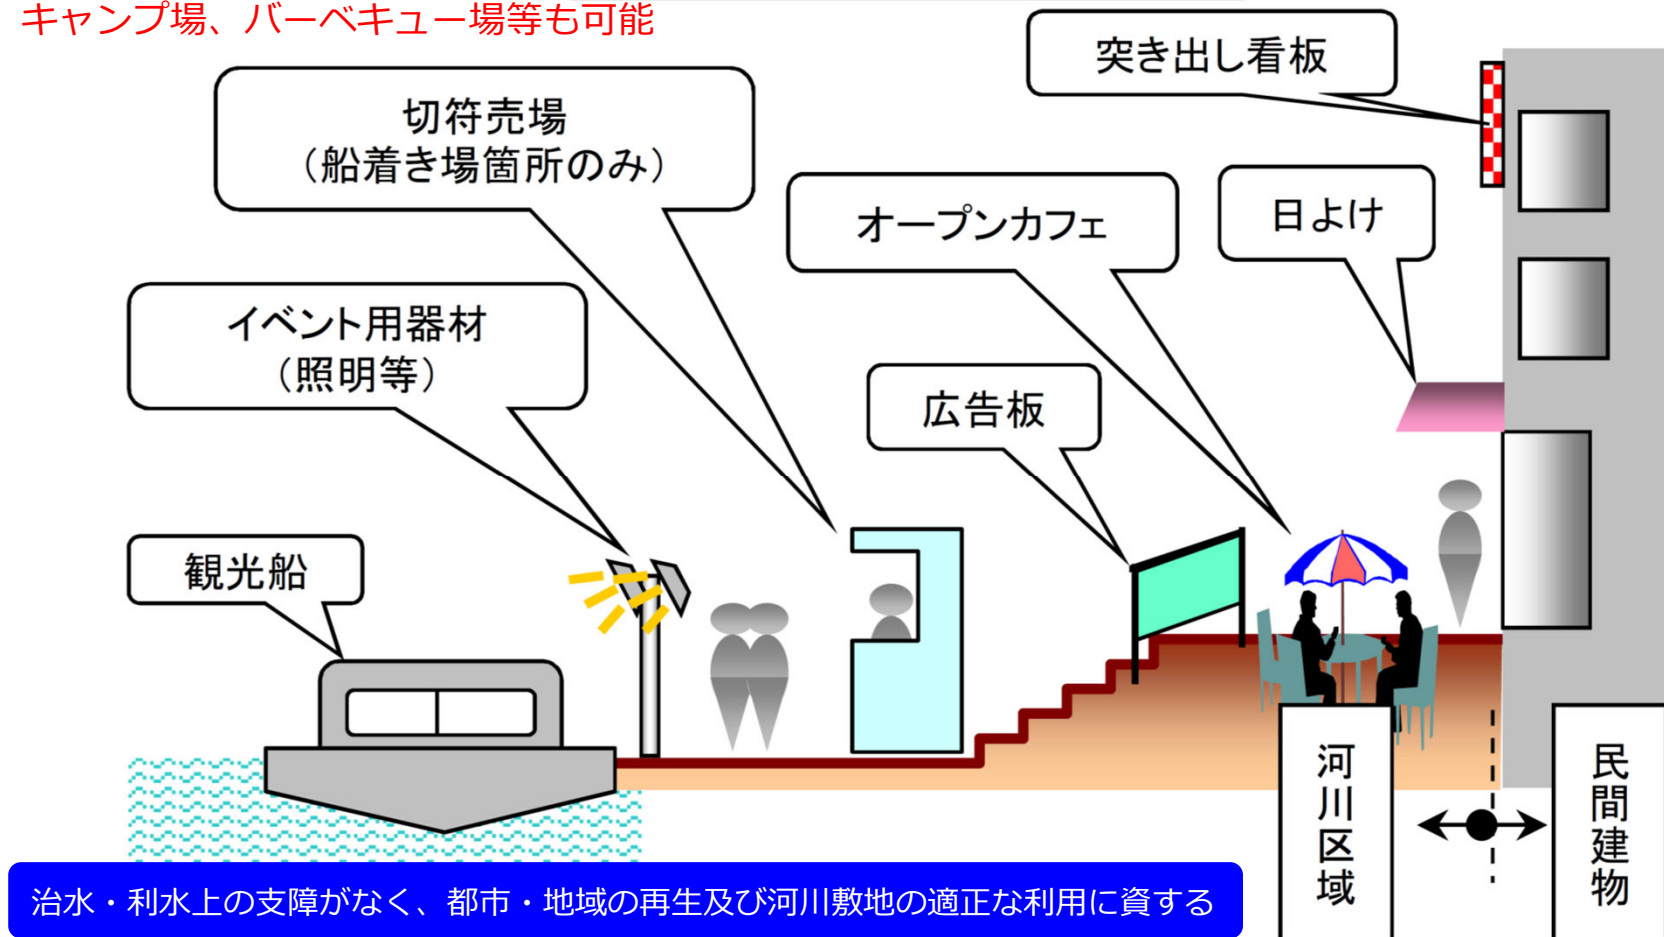 キャンプ場、バーベキュー場等も可能
突き出し看板
切符売場
（船着き場箇所のみ）
オープンカフェ
日よけ
イベント用器材
（照明等）
広告板
観光船
河川区域
民間建物
治水・利水上の支障がなく、都市・地域の再生及び河川敷地の適正な利用に資する